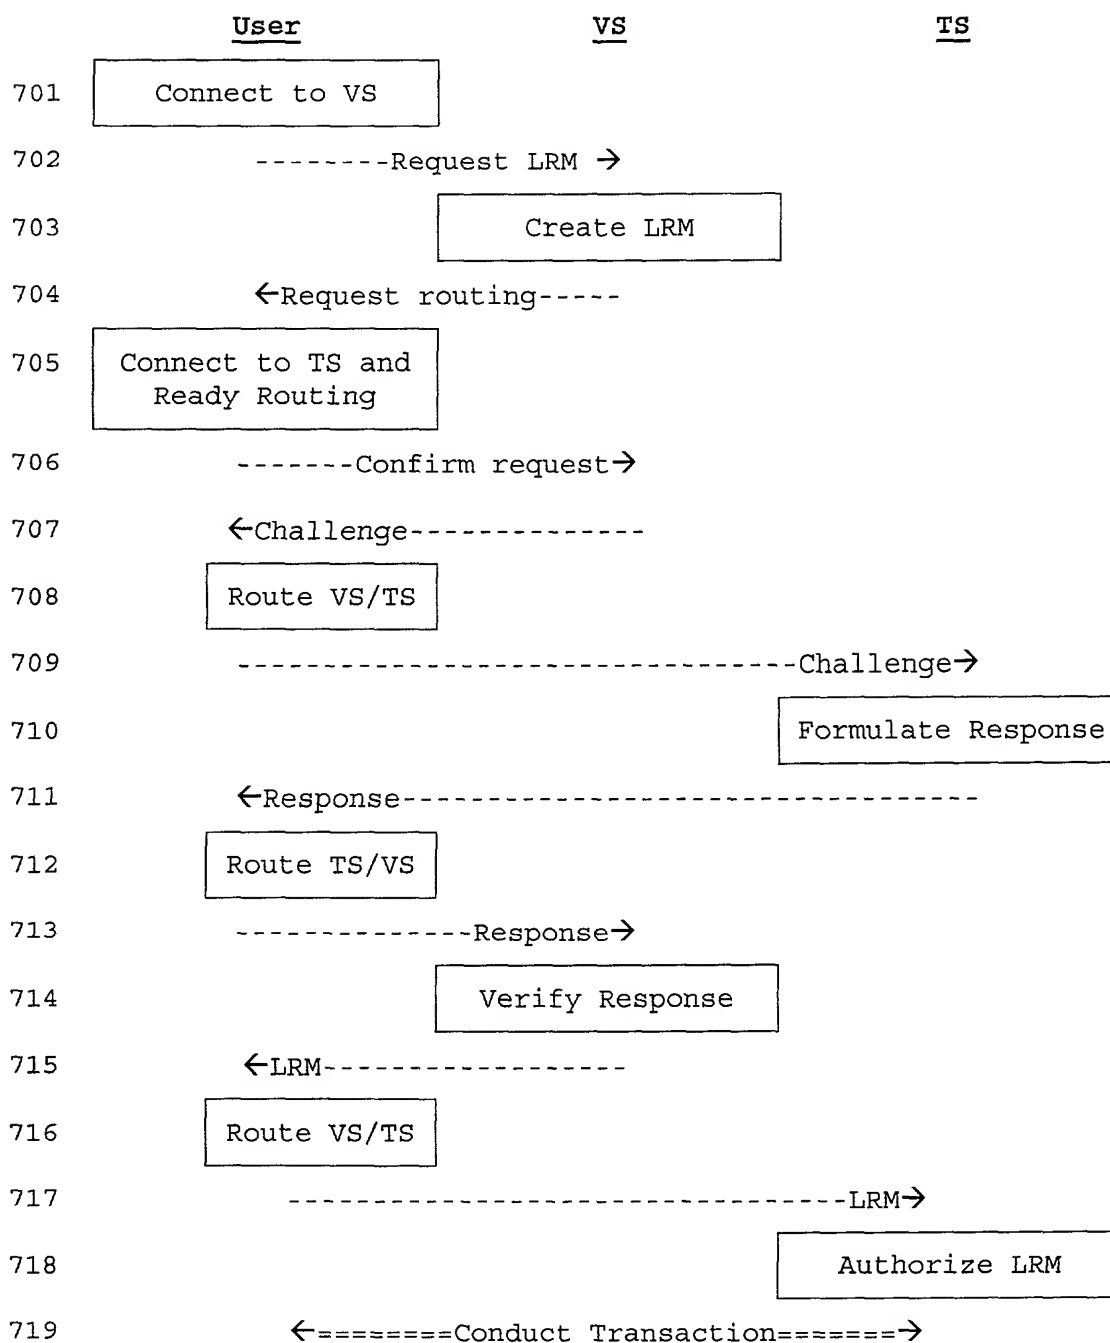 User VS TS
701 Connect to VS
702 --------Request LRM →
703 Create LRM
704 ←Request routing-----
705 Connect to TS and
Ready Routing
706 -------Confirm request→
707 ←Challenge--------------
708 Route VS/TS
709 ---------------------------------Challenge→
710 Formulate Response
711 ←Response----------------------------------
712 Route TS/VS
713 --------------Response→
714 Verify Response
715 ←LRM------------------
716 Route VS/TS
717 ---------------------------------LRM→
718 Authorize LRM
719 ←========Conduct Transaction=======→